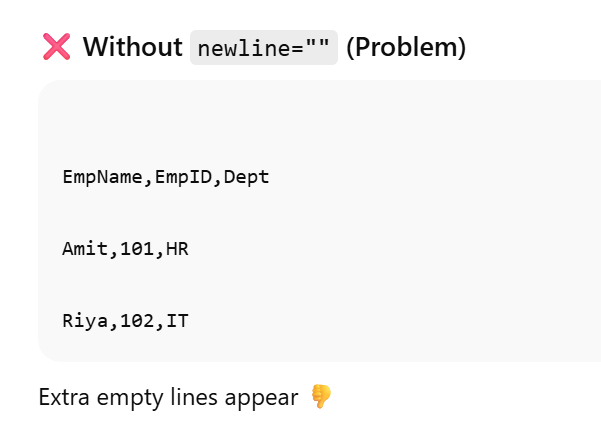 ❌ Without newline="" (Problem)
EmpName,EmpID,Dept
Amit,101,HR
Riya,102,IT
Extra empty lines appear 👎